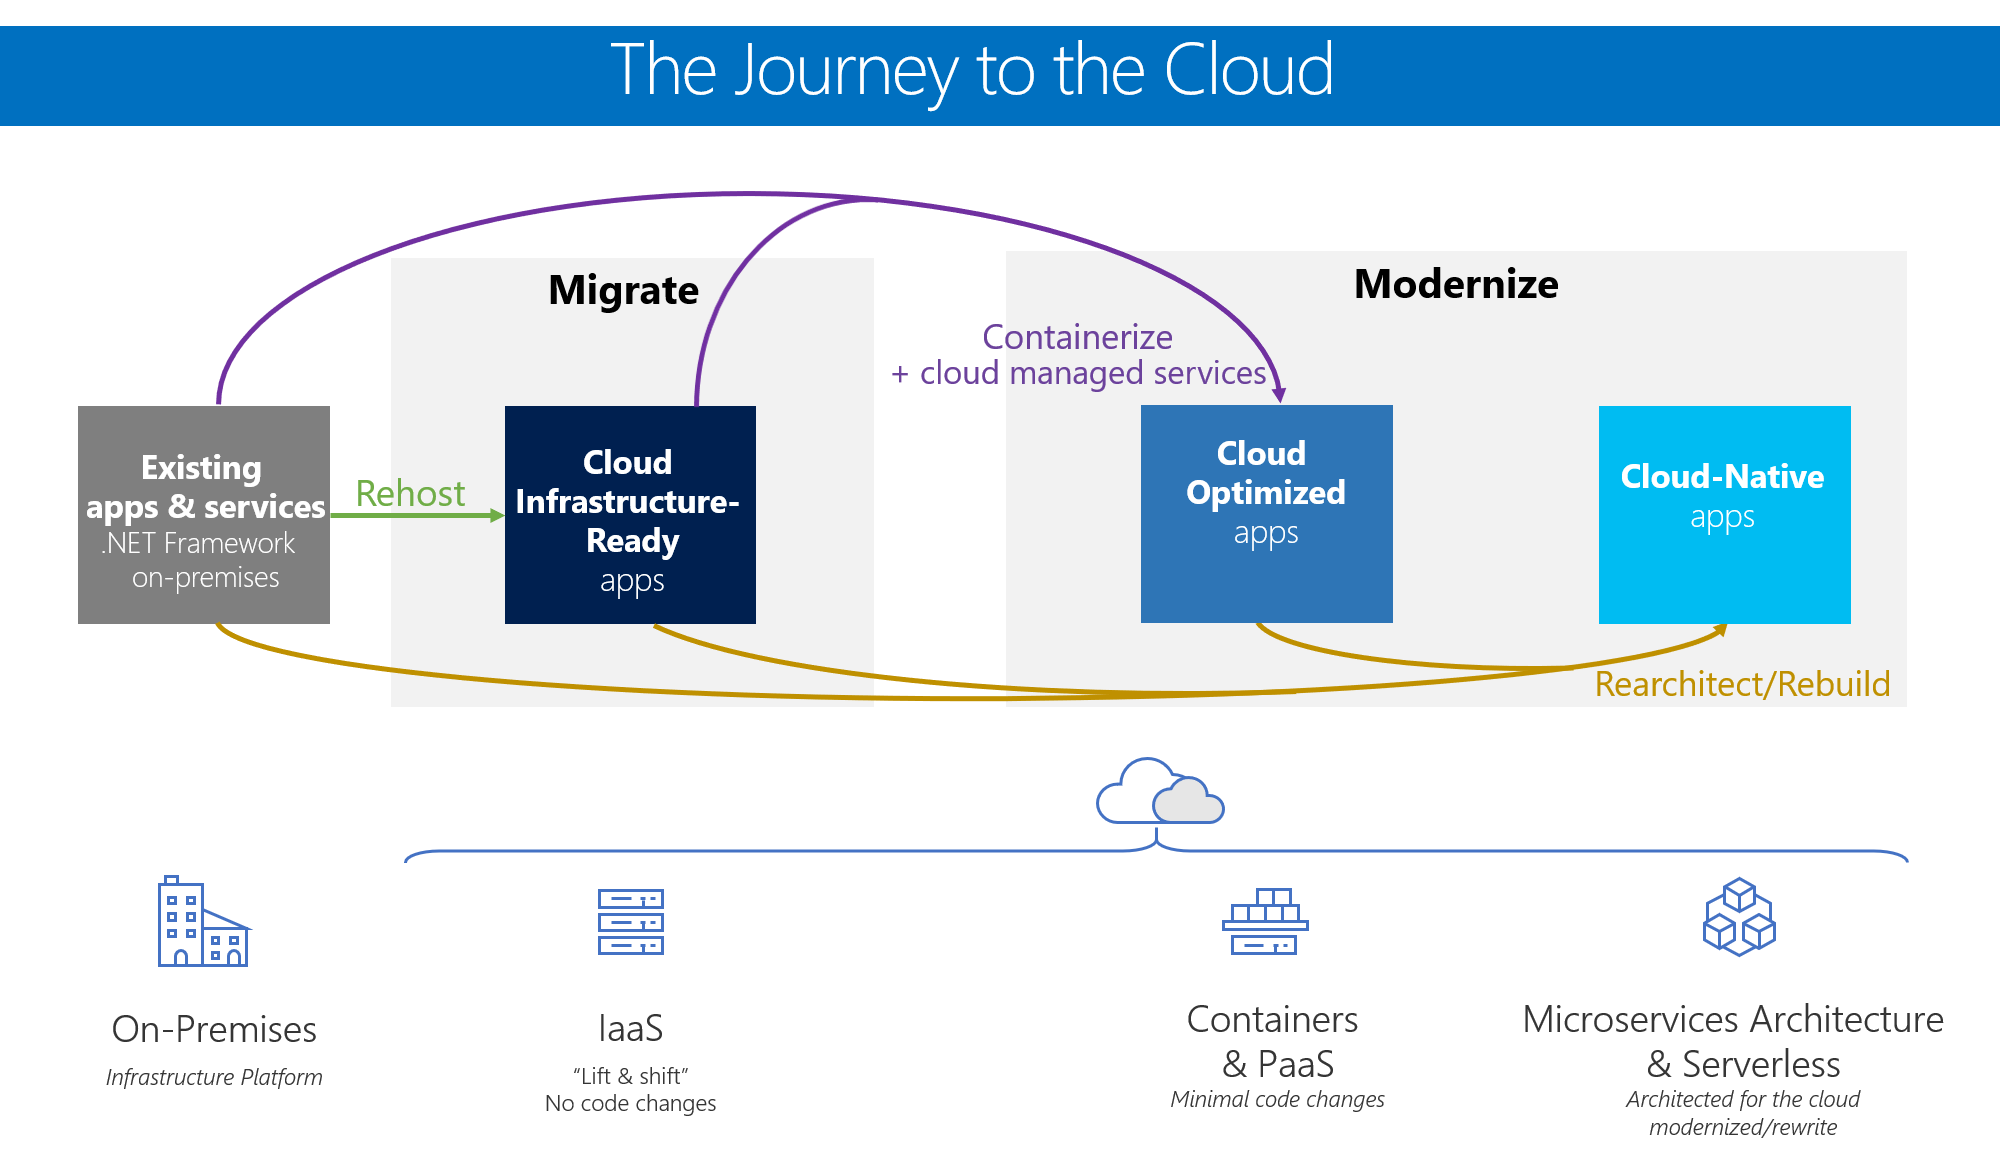 The Journey to the Cloud
Migrate
Modernize
Containerize
+ cloud managed services
Existing
apps & services
.NET Framework
on-premises
Rehost
Cloud
Infrastructure-
Ready
apps
Cloud
Optimized
apps
Cloud-Native
apps
Rearchitect/Rebuild
On-Premises
Infrastructure Platform
IaaS
“Lift & shift”
No code changes
Containers
& PaaS
Minimal code changes
Microservices Architecture
& Serverless
Architected for the cloud
modernized/rewrite